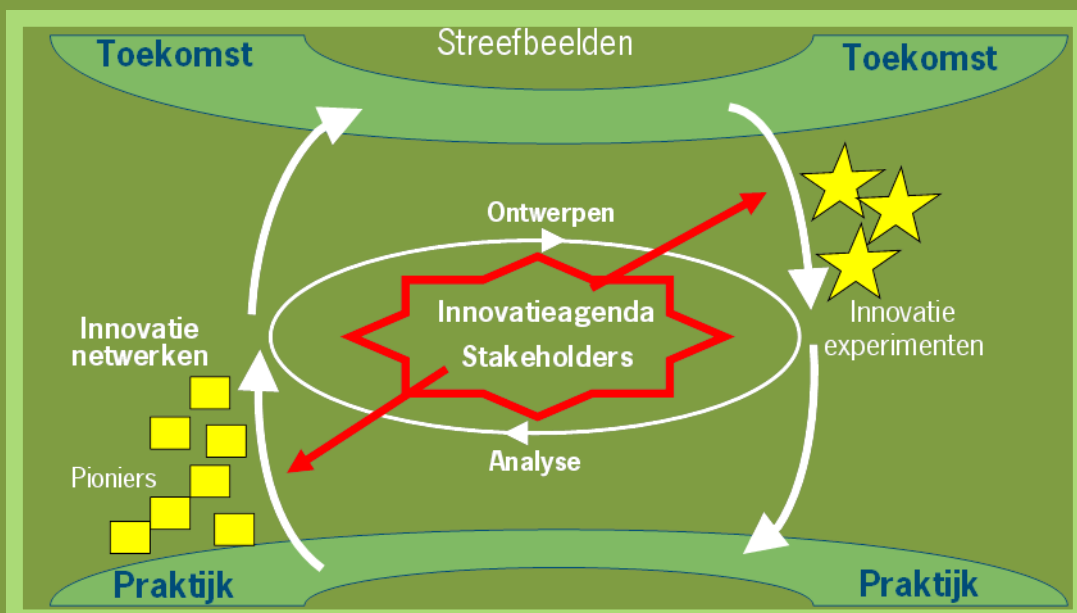 Streefbeelden
Toekomst
Toekomst
Ontwerpen
Innovatieagenda
Stakeholders
Innovatie
netwerken
Innovatie
experimenten
Analyse
Pioniers
Praktijk
Praktijk